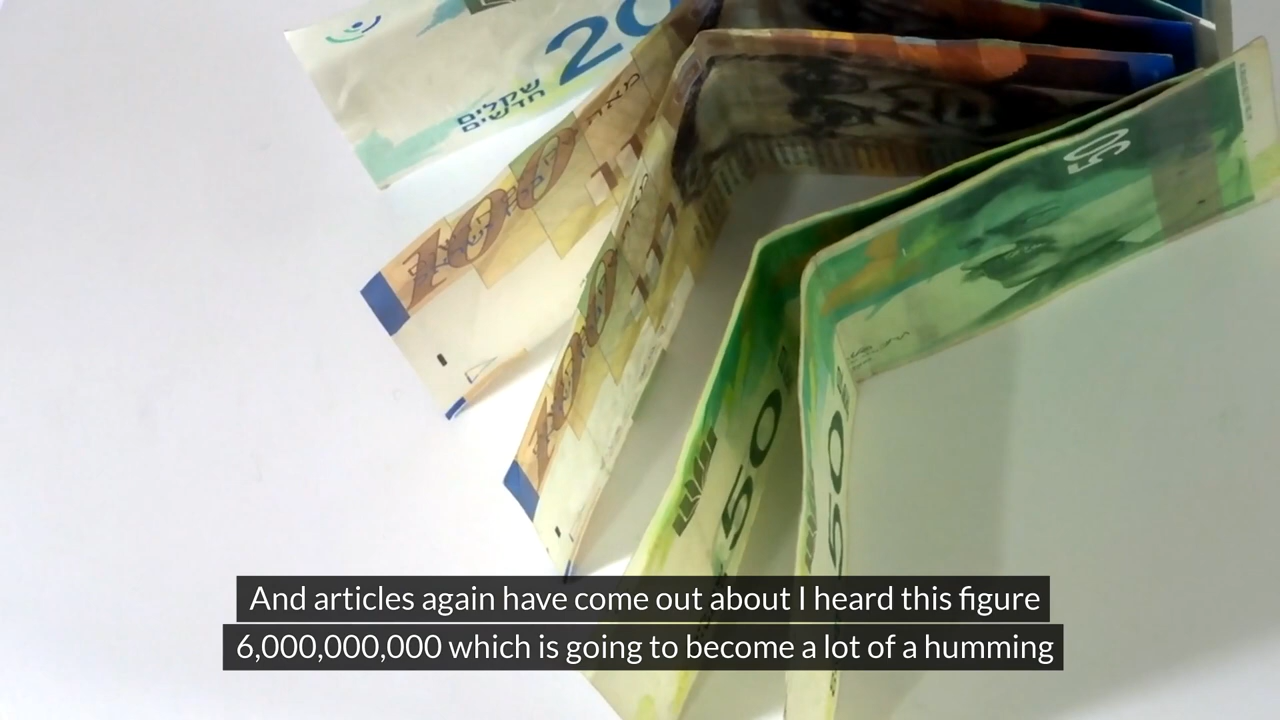 20
שקלים
חדשים
100
מאה
100
50
50
50
And articles again have come out about I heard this figure
6,000,000,000 which is going to become a lot of a humming